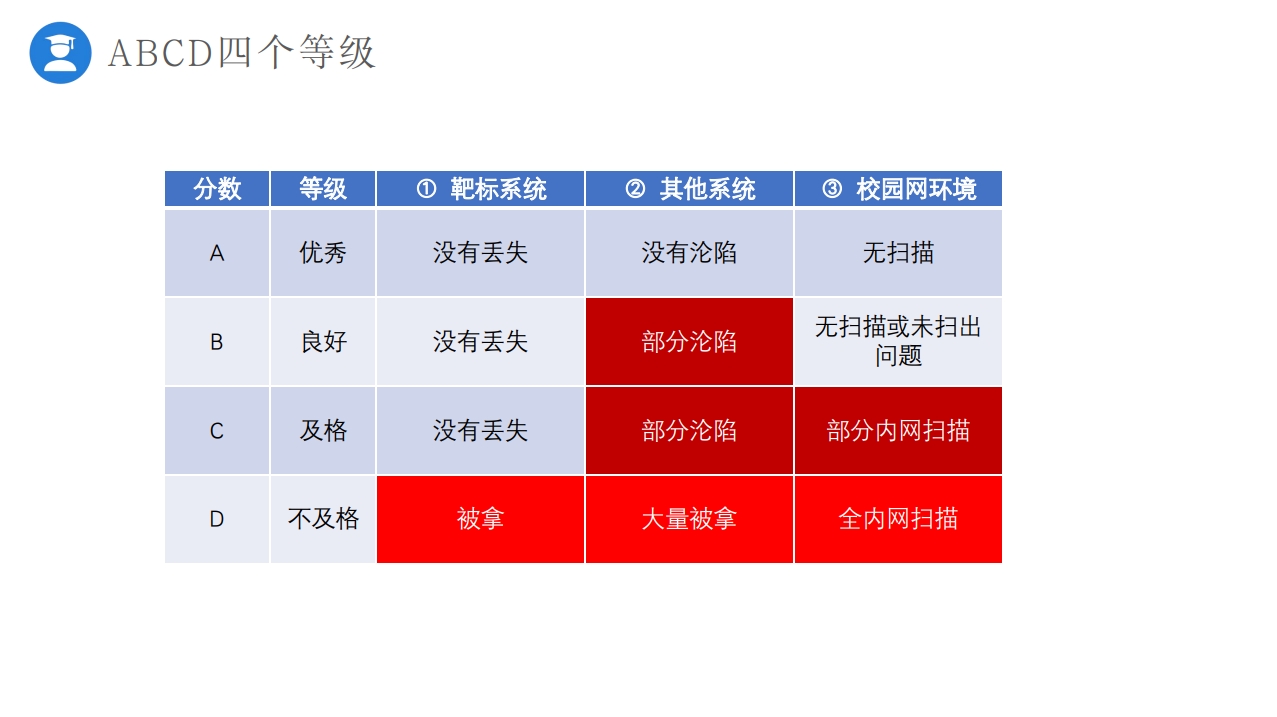 ABCD四个等级
分数 等级 ① 靶标系统 ② 其他系统 ③ 校园网环境
A 优秀 没有丢失 没有沦陷 无扫描
B 良好 没有丢失 部分沦陷 无扫描或未扫出
问题
C 及格 没有丢失 部分沦陷 部分内网扫描
D 不及格 被拿 大量被拿 全内网扫描